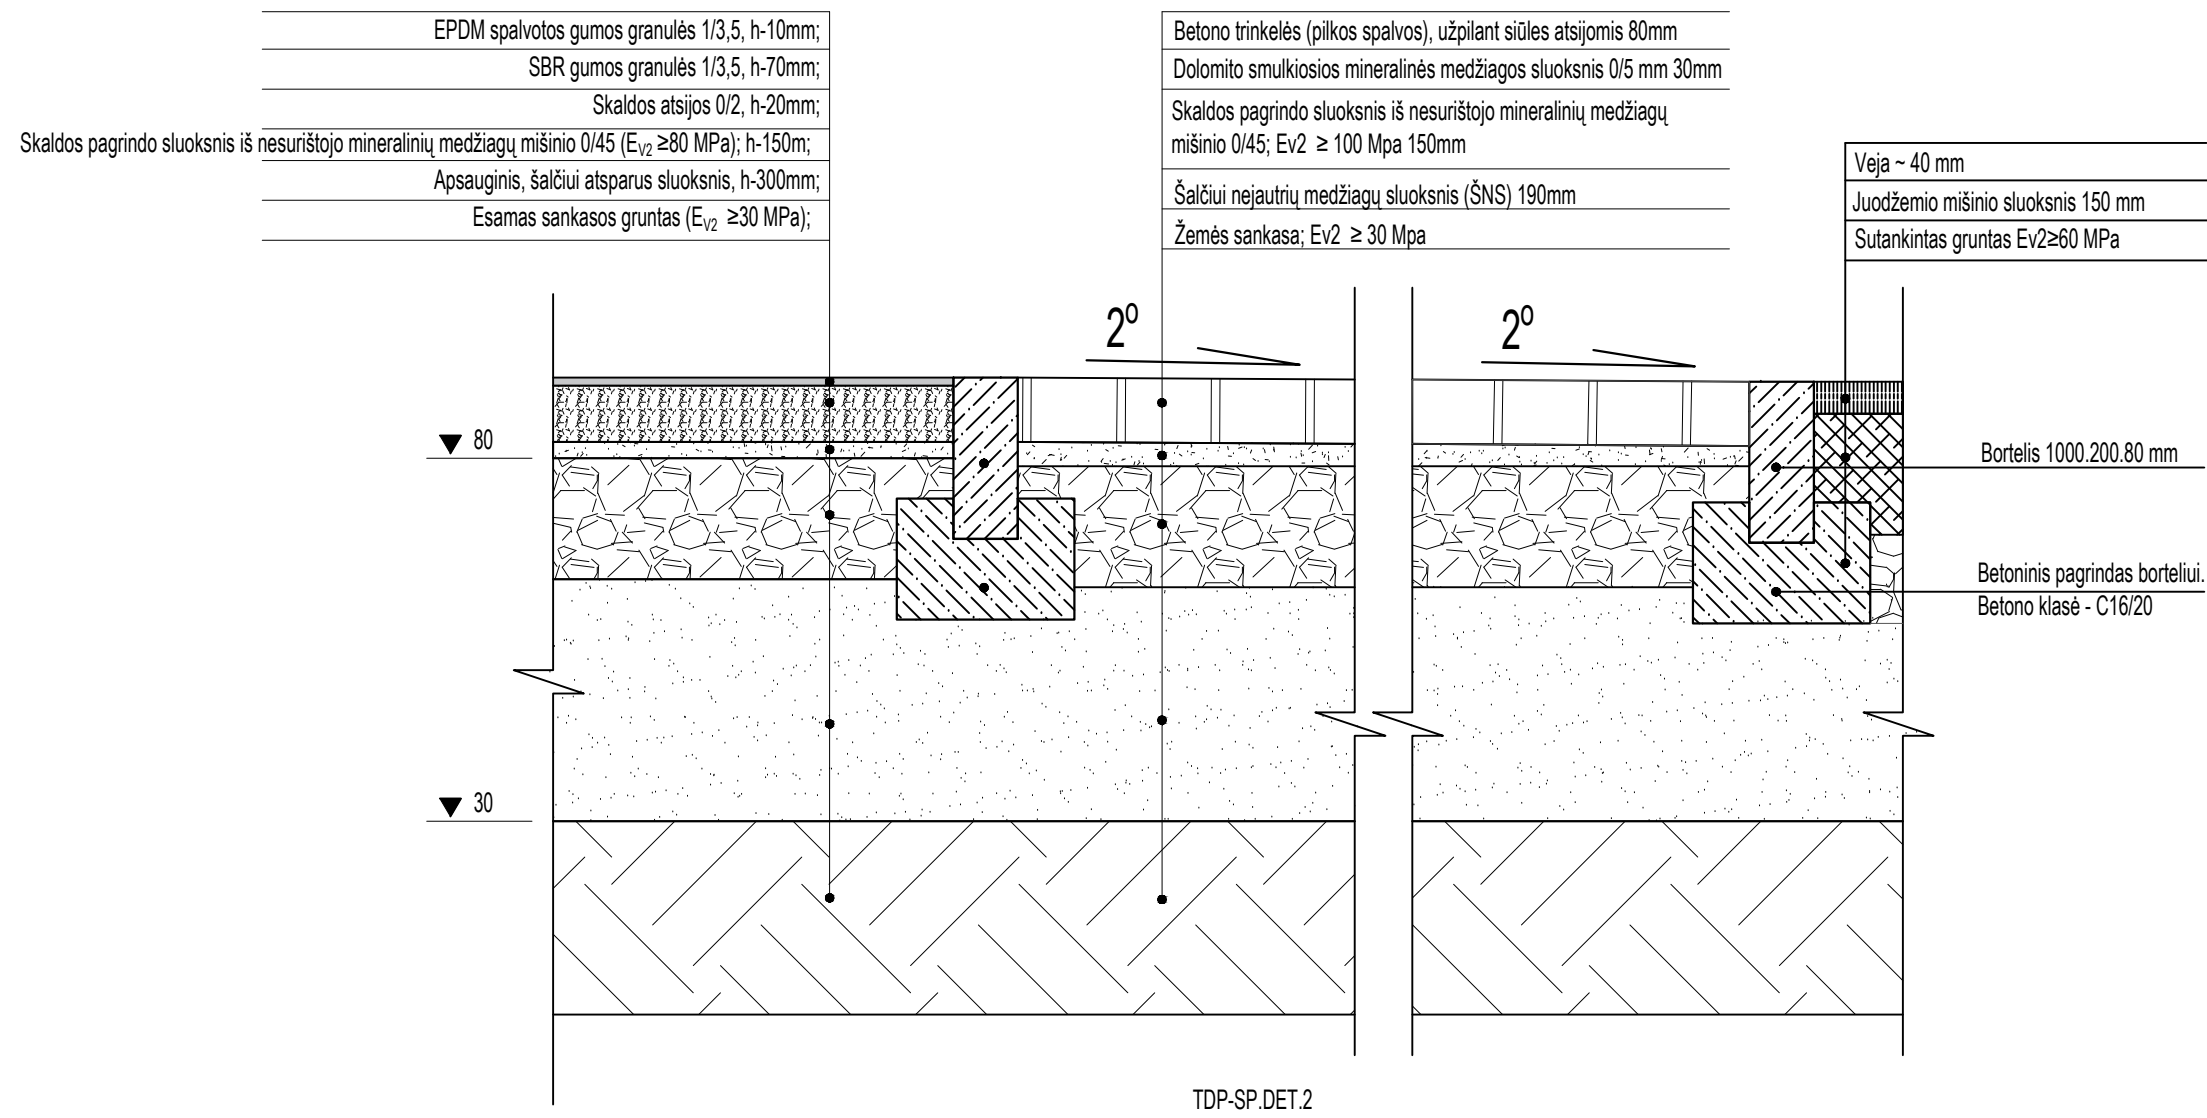 EPDM spalvotos gumos granulės 1/3,5, h-10mm;
SBR gumos granulės 1/3,5, h-70mm;
Skaldos atsijos 0/2, h-20mm;
Skaldos pagrindo sluoksnis iš nesurištojo mineralinių medžiagų mišinio 0/45 (EV2 ≥80 MPa); h-150m;
Apsauginis, šalčiui atsparus sluoksnis, h-300mm;
Esamas sankasos gruntas (EV2 ≥30 MPa);
Betono trinkelės (pilkos spalvos), užpilant siūles atsijomis 80mm
Dolomito smulkiosios mineralinės medžiagos sluoksnis 0/5 mm 30mm
Skaldos pagrindo sluoksnis iš nesurištojo mineralinių medžiagų
mišinio 0/45; Ev2 ≥ 100 Mpa 150mm
Šalčiui nejautrių medžiagų sluoksnis (ŠNS) 190mm
Žemės sankasa; Ev2 ≥ 30 Mpa
Veja ~ 40 mm
Juodžemio mišinio sluoksnis 150 mm
Sutankintas gruntas Ev2≥60 MPa
2⁰
2⁰
80
Bortelis 1000.200.80 mm
Betoninis pagrindas borteliui.
Betono klasė - C16/20
30
TDP-SP.DET.2